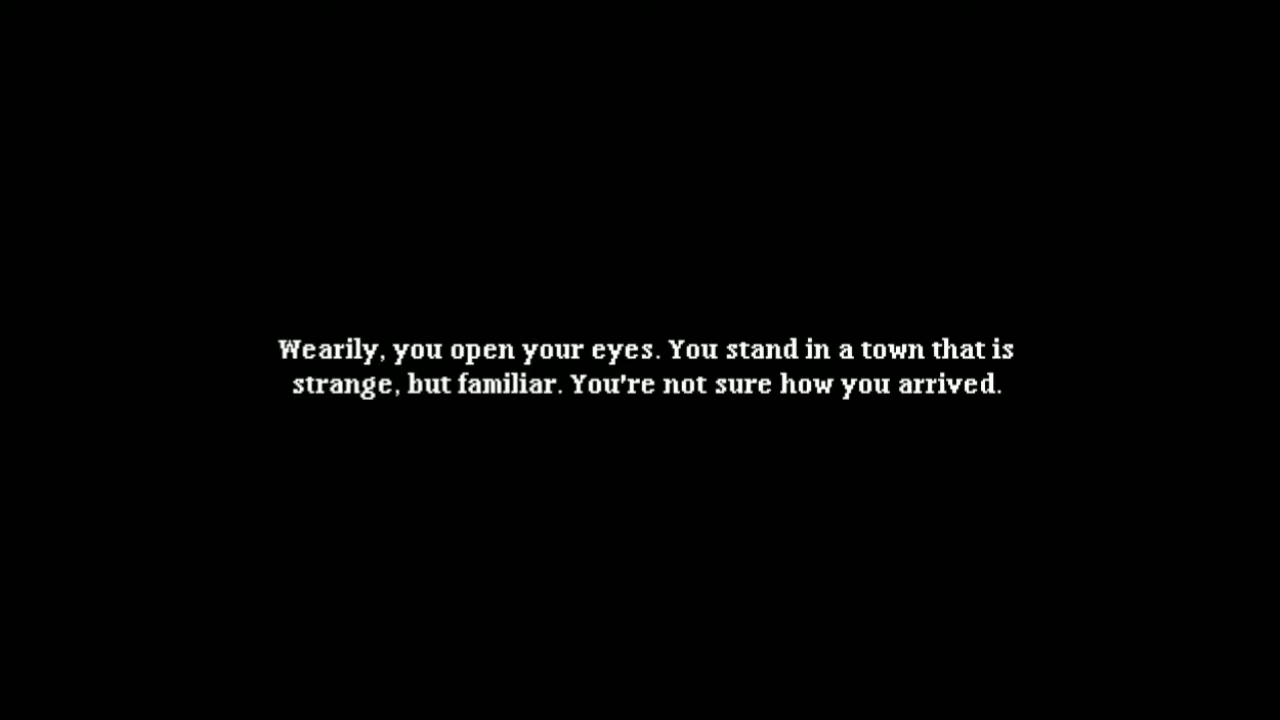 Wearily, you open your eyes. You stand in a town that is
strange, but familiar. You're not sure how you arrived.